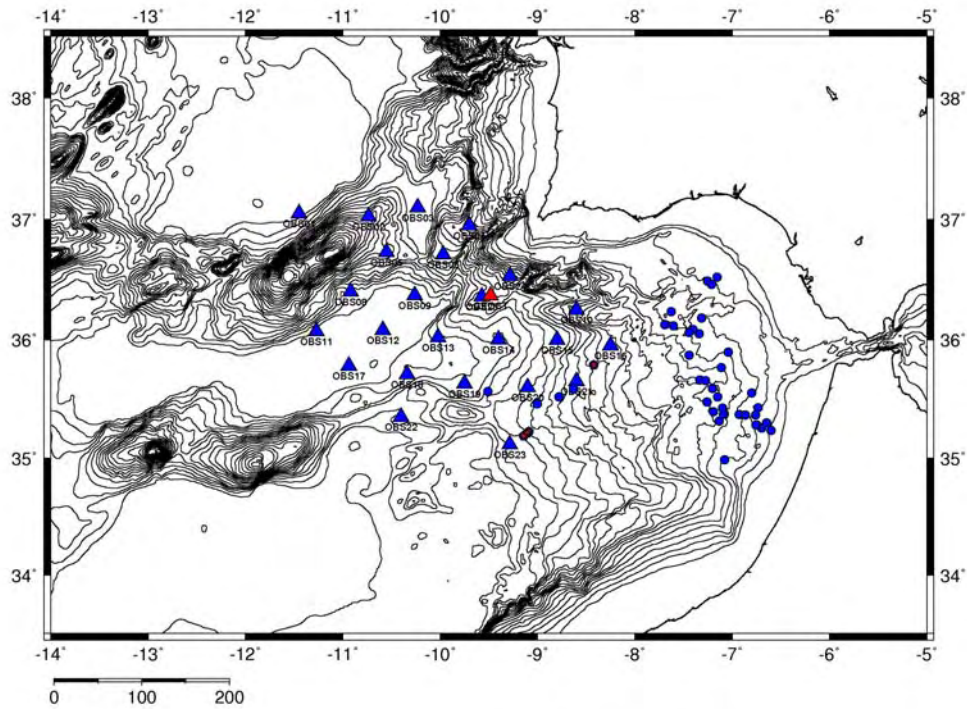 -14˚ -13˚ -12˚ -11˚ -10˚ -9˚ -8˚ -7˚ -6˚ -5˚
38˚ 38˚
37˚ 37˚
OBS03
OBS05
OBS08 OBS09
OBS10
36˚ 36˚
OBS11 OBS12
OBS13 OBS14 OBS15 OBS16
OBS17
OBS18 OBS19 OBS20
OBS22
OBS23
35˚ 35˚
34˚ 34˚
-14˚ -13˚ -12˚ -11˚ -10˚ -9˚ -8˚ -7˚ -6˚ -5˚
0 100 200